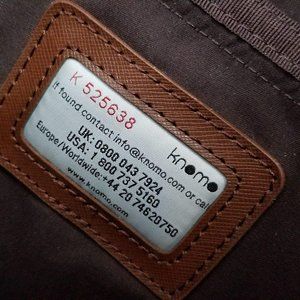 K 525638
knomo
If found contact info@knomo.com or call
UK: 0800 043 7924
USA: 1 800 737 5160
Europe/Worldwide: +44 20 74620750
www.knomo.com